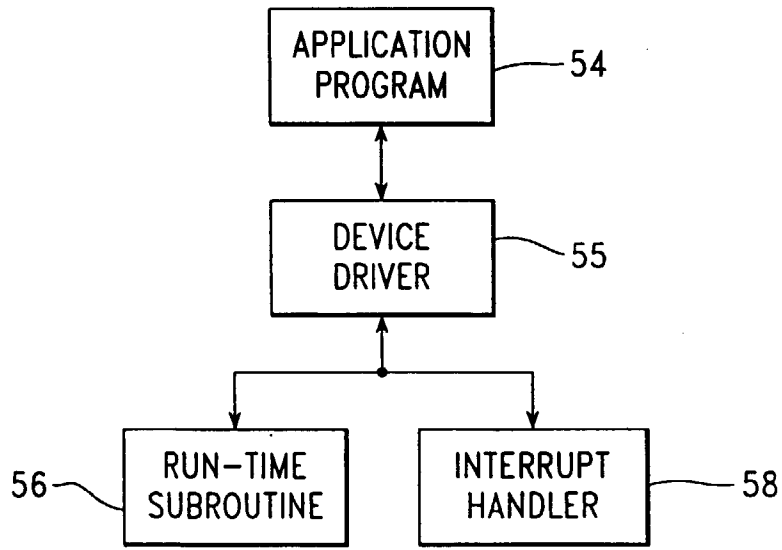 APPLICATION
PROGRAM
54
DEVICE
DRIVER
55
RUN-TIME
SUBROUTINE
56
INTERRUPT
HANDLER
58